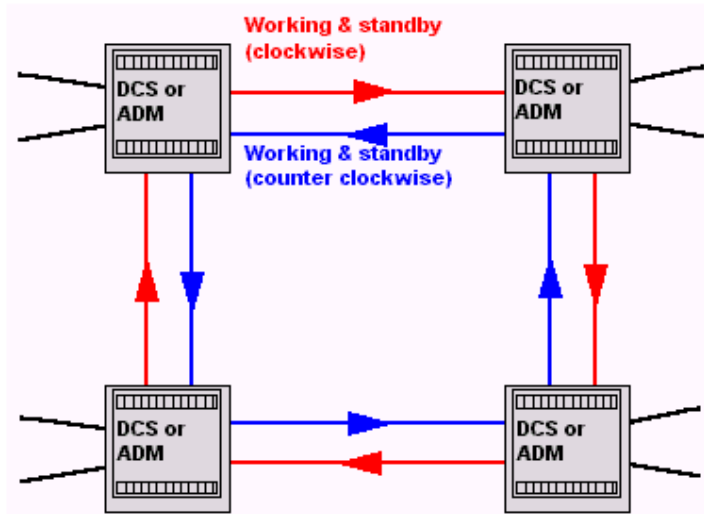 Working & standby
(clockwise)
DCS or
ADM
DCS or
ADM
Working & standby
(counter clockwise)
DCS or
ADM
DCS or
ADM